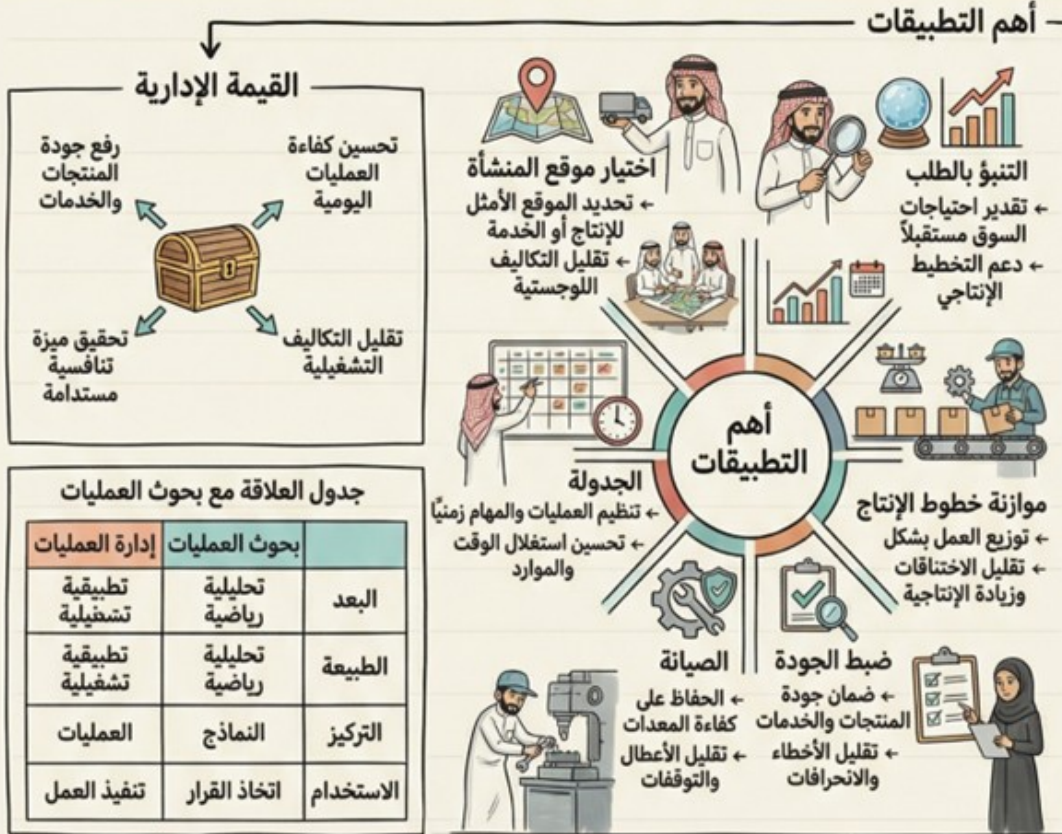 أهم التطبيقات
القيمة الإدارية
تحسين كفاءة
العمليات
اليومية
رفع جودة
المنتجات
والخدمات
تقليل التكاليف
التشغيلية
تحقيق ميزة
تنافسية
مستدامة
التنبؤ بالطلب
← تقدير احتياجات
السوق مستقبلاً
← دعم التخطيط
الإنتاجي
اختيار موقع المنشأة
← تحديد الموقع الأمثل
للإنتاج أو الخدمة
← تقليل التكاليف
اللوجستية
أهم
التطبيقات
موازنة خطوط الإنتاج
← توزيع العمل بشكل
← تقليل الاختناقات
وزيادة الإنتاجية
الجدولة
← تنظيم العمليات والمهام زمنيًا
← تحسين استغلال الوقت
والموارد
ضبط الجودة
← ضمان جودة
المنتجات والخدمات
← تقليل الأخطاء
والانحرافات
الصيانة
← الحفاظ على
كفاءة المعدات
← تقليل الأعطال
والتوقفات
جدول العلاقة مع بحوث العمليات
بحوث العمليات إدارة العمليات
البعد تحليلية رياضية تطبيقية تشغيلية
الطبيعة تحليلية رياضية تطبيقية تشغيلية
التركيز النماذج العمليات
الاستخدام اتخاذ القرار تنفيذ العمل